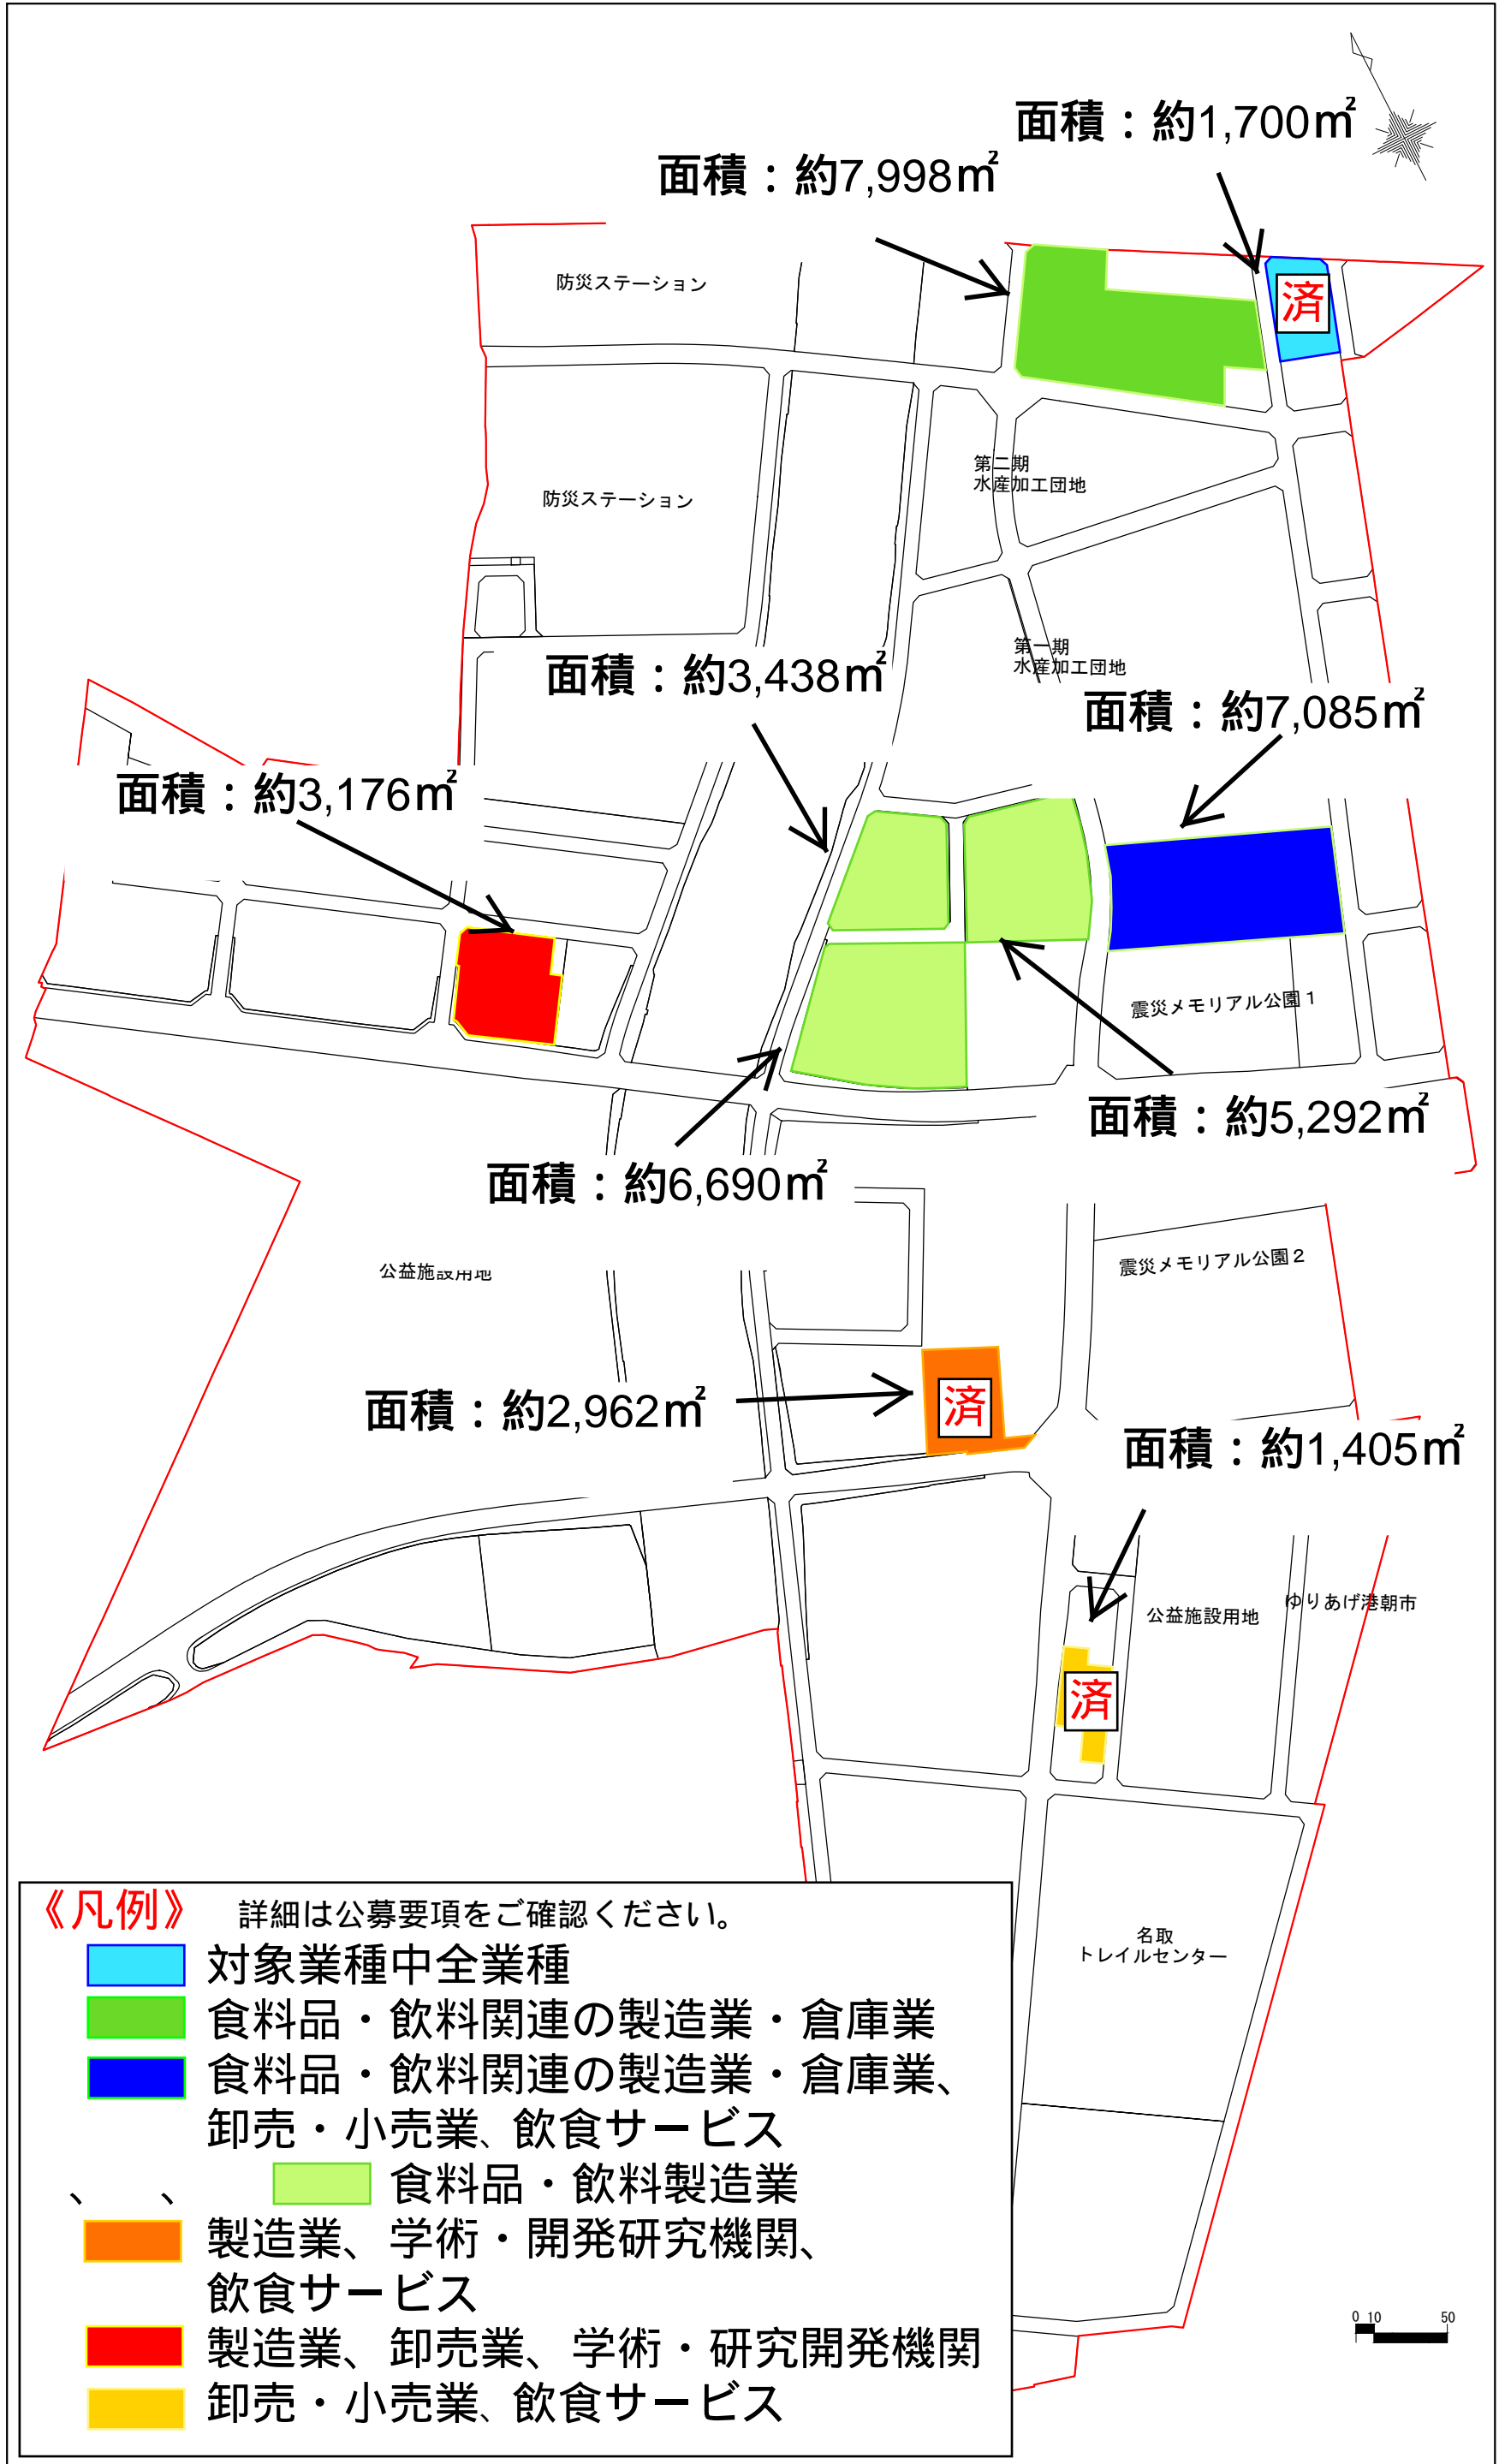 面積：約1,700㎡
面積：約7,998㎡
済
防災ステーション
第二期
水産加工団地
防災ステーション
第一期
水産加工団地
面積：約3,438㎡
面積：約7,085㎡
面積：約3,176㎡
震災メモリアル公園１
面積：約5,292㎡
面積：約6,690㎡
公益施設用地
震災メモリアル公園２
面積：約2,962㎡
済
面積：約1,405㎡
公益施設用地
ゆりあげ港朝市
済
《凡例》 詳細は公募要項をご確認ください。
対象業種中全業種
食料品・飲料関連の製造業・倉庫業
食料品・飲料関連の製造業・倉庫業、
卸売・小売業、飲食サービス
、　、　食料品・飲料製造業
製造業、学術・開発研究機関、
飲食サービス
製造業、卸売業、学術・研究開発機関
卸売・小売業、飲食サービス
名取
トレイルセンター
0 10 50